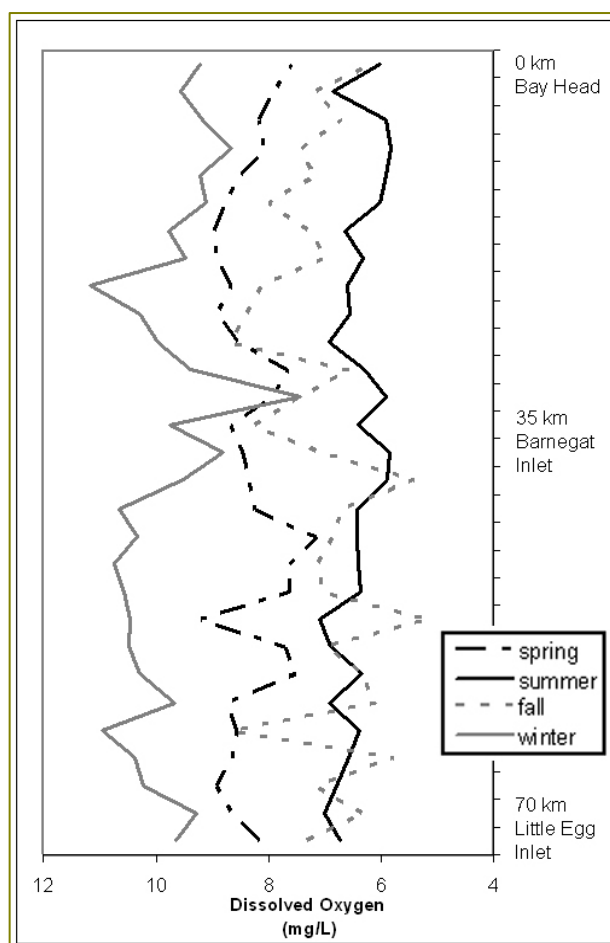 0 km
Bay Head
35 km
Barnegat
Inlet
spring
summer
fall
winter
70 km
Little Egg
Inlet
12 10 8 6 4
Dissolved Oxygen
(mg/L)